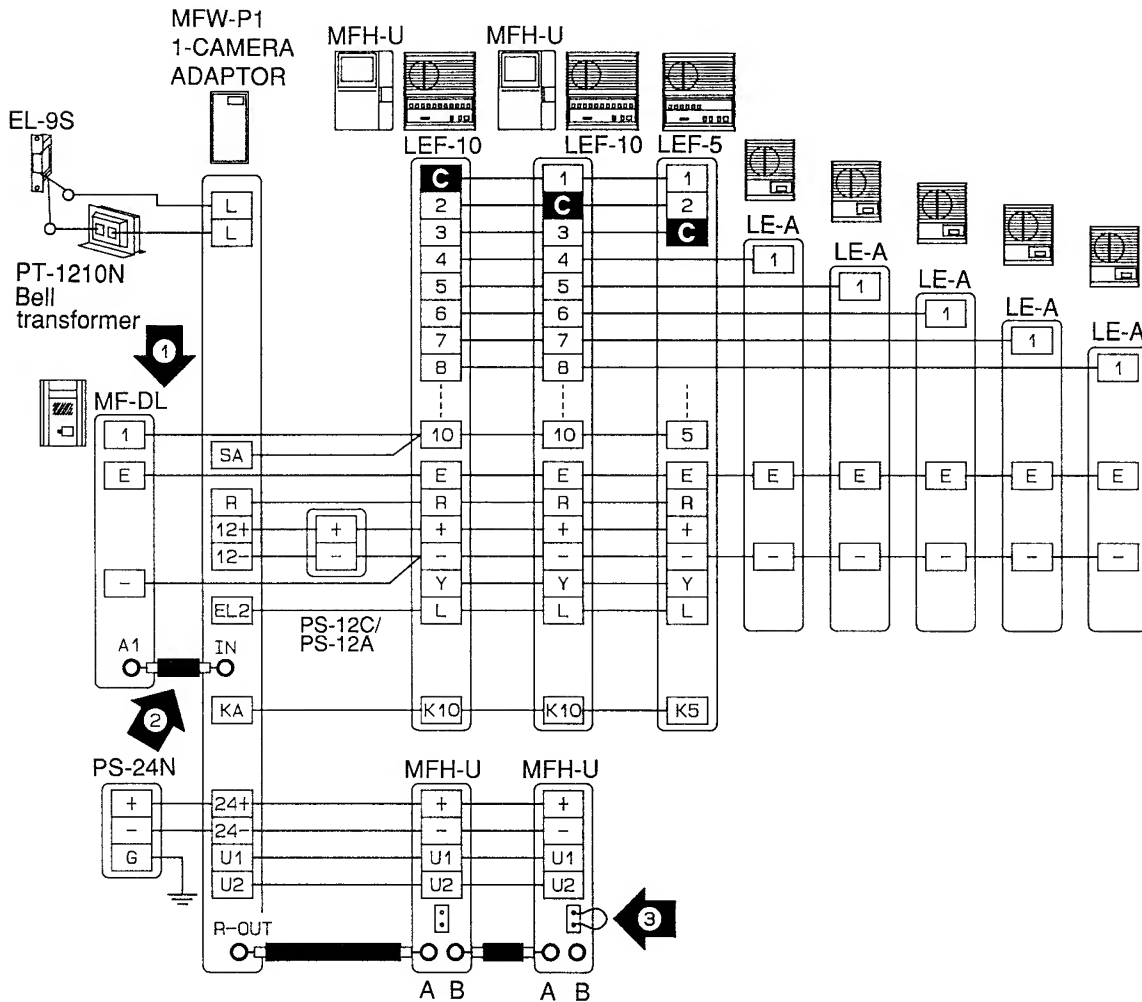 MFW-P1
1-CAMERA
ADAPTOR
MFH-U MFH-U
EL-9S
PT-1210N
Bell
transformer
LEF-10 LEF-10 LEF-5
LE-A LE-A LE-A LE-A LE-A
L
L
C 1 1
2 C 2
3 3 C
4 4 1
5 5 1
6 6 1
7 7 1
8 8 1
1
MF-DL
1 10 10 5
SA
E E E E E E E E E
R R R R
12+ + + + +
12- - - - - - - - - -
- Y Y Y
EL2 L L L
PS-12C/
PS-12A
A1 IN
2
KA K10 K10 K5
PS-24N MFH-U MFH-U
+ 24+ + +
- 24- - -
G U1 U1 U1
U2 U2 U2
3
R-OUT
A B A B